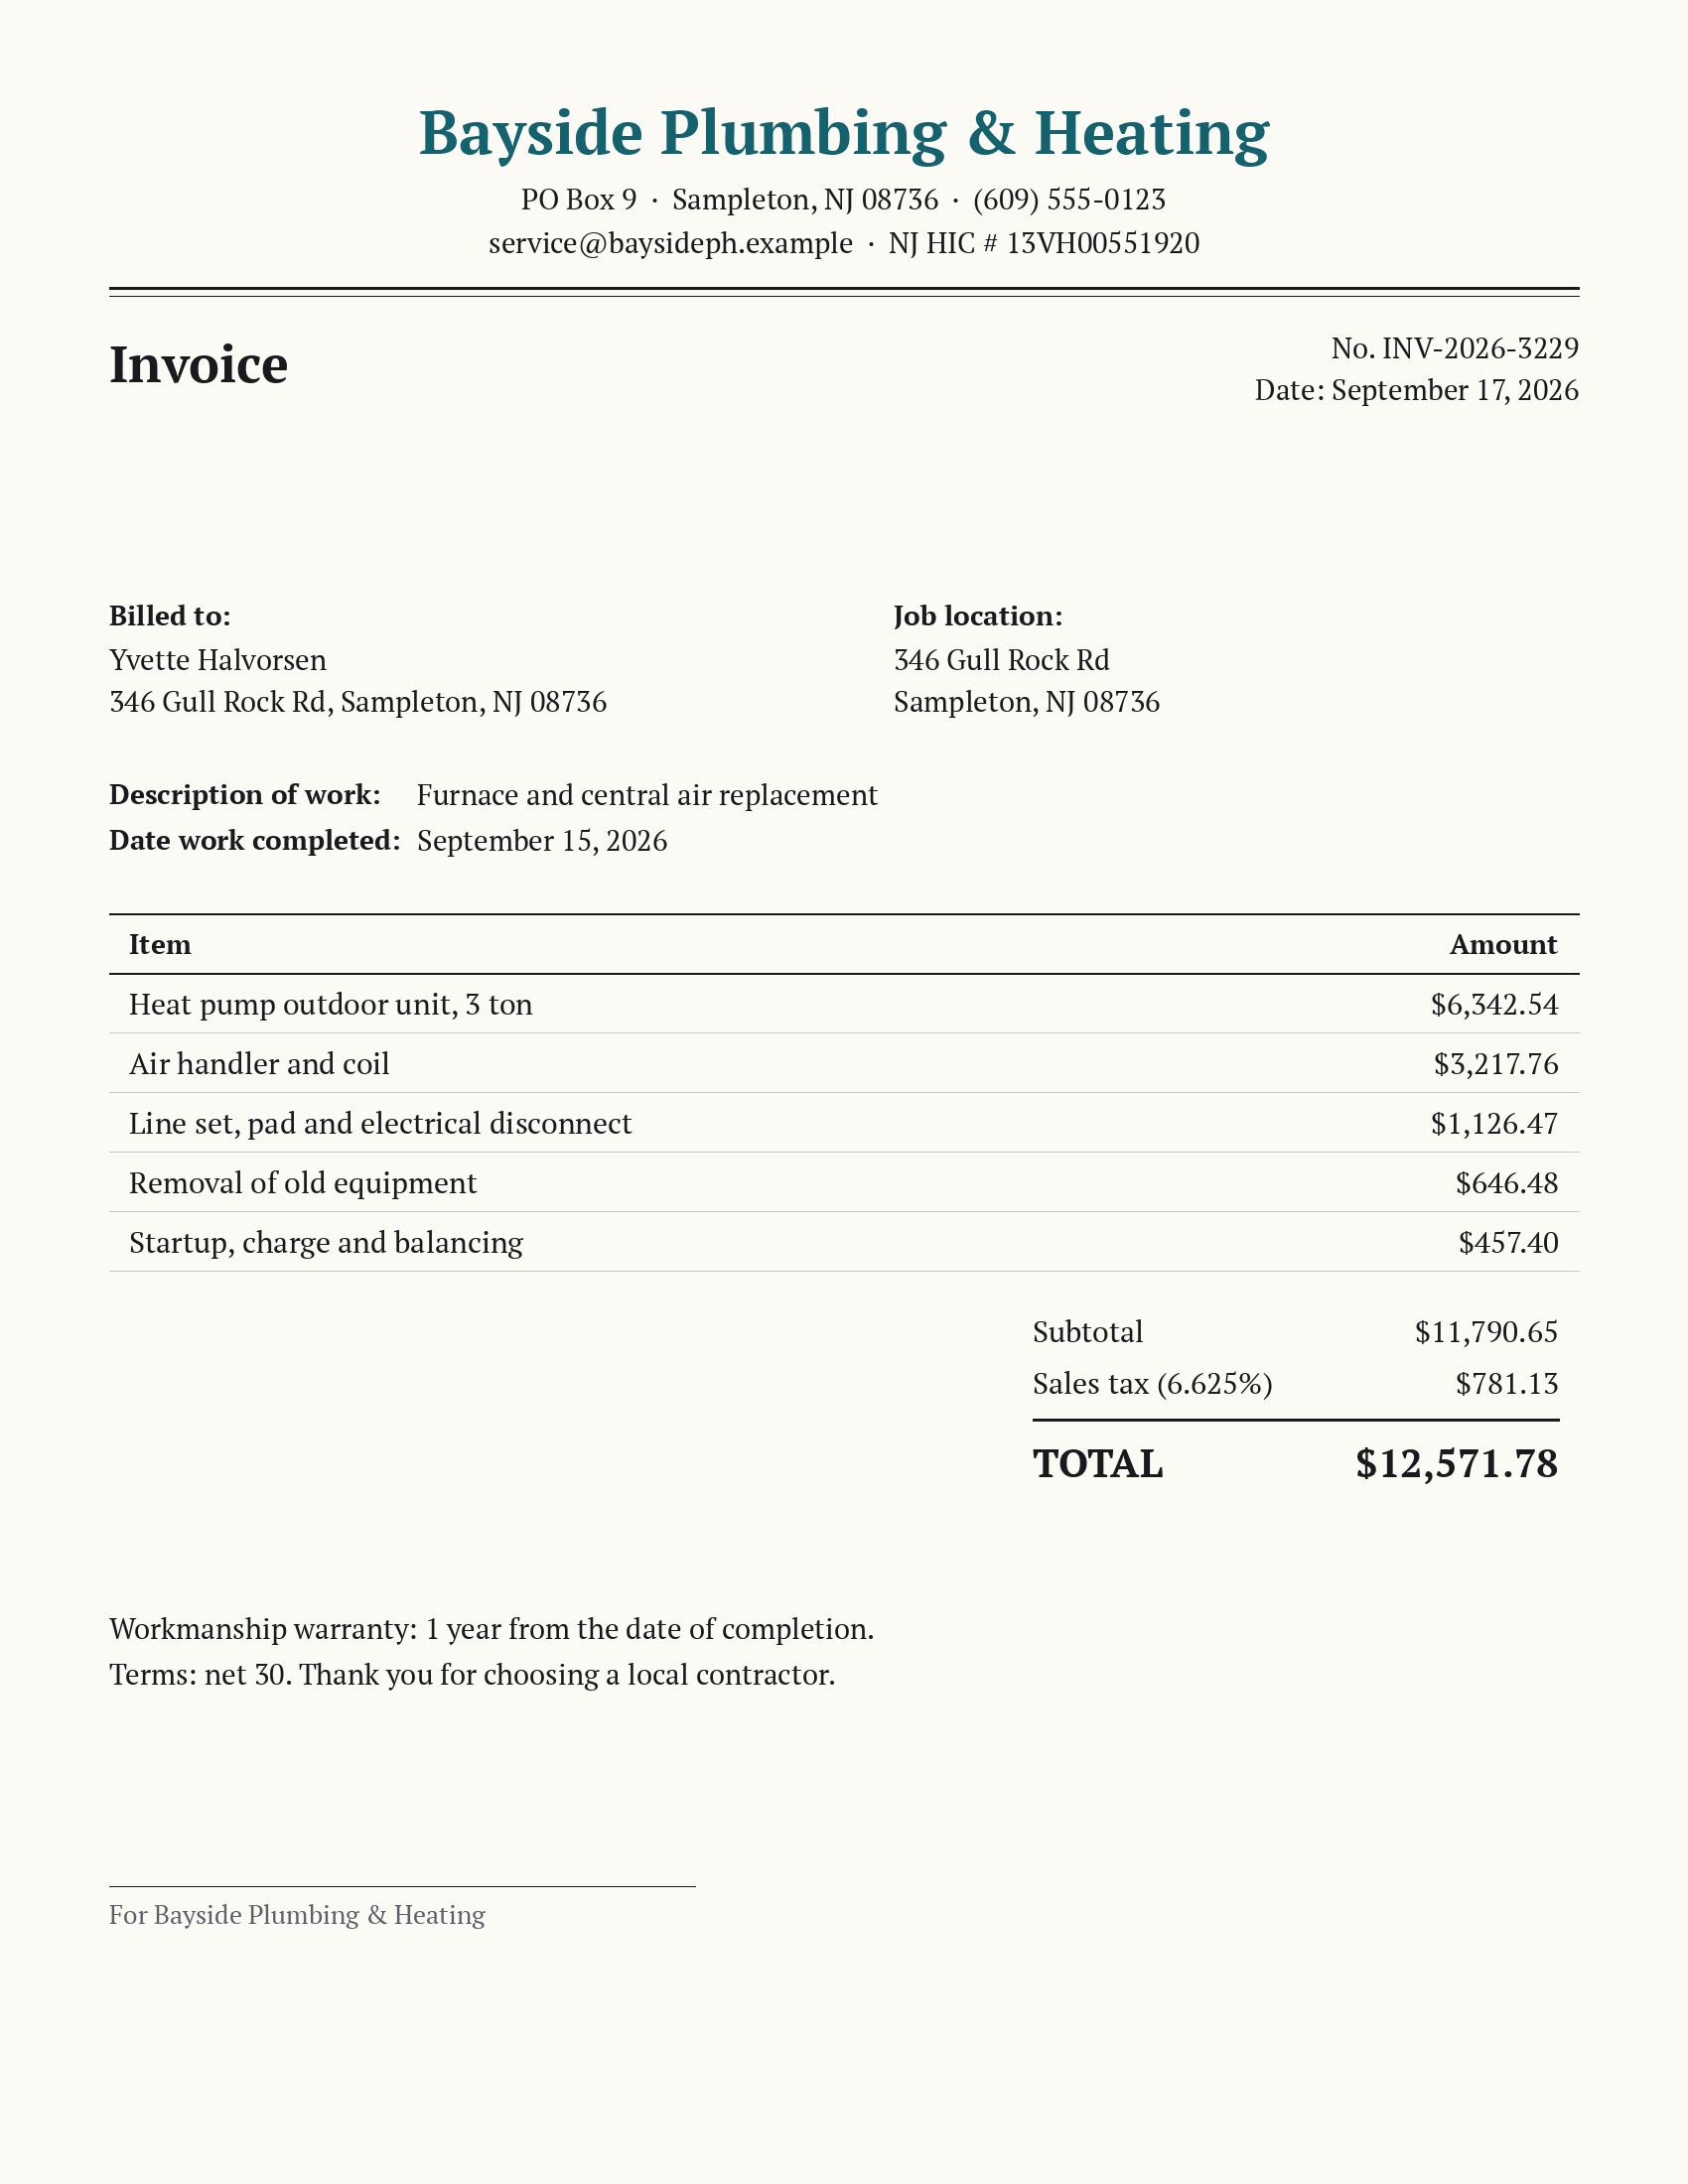 Bayside Plumbing & Heating
PO Box 9 · Sampleton, NJ 08736 · (609) 555-0123
service@baysideph.example · NJ HIC # 13VH00551920
Invoice
No. INV-2026-3229
Date: September 17, 2026
Billed to:
Yvette Halvorsen
346 Gull Rock Rd, Sampleton, NJ 08736
Job location:
346 Gull Rock Rd
Sampleton, NJ 08736
Description of work: Furnace and central air replacement
Date work completed: September 15, 2026
Item Amount
Heat pump outdoor unit, 3 ton $6,342.54
Air handler and coil $3,217.76
Line set, pad and electrical disconnect $1,126.47
Removal of old equipment $646.48
Startup, charge and balancing $457.40
Subtotal $11,790.65
Sales tax (6.625%) $781.13
TOTAL $12,571.78
Workmanship warranty: 1 year from the date of completion.
Terms: net 30. Thank you for choosing a local contractor.
For Bayside Plumbing & Heating